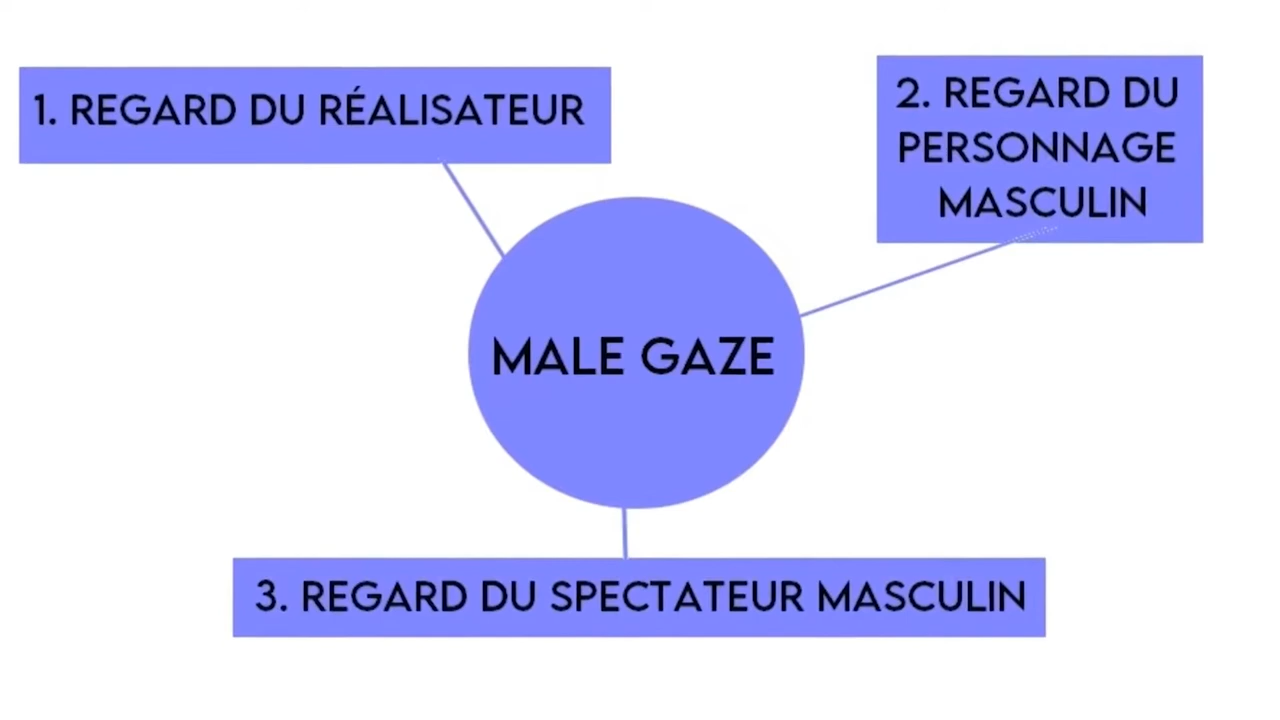 1. REGARD DU RÉALISATEUR
2. REGARD DU
PERSONNAGE
MASCULIN
MALE GAZE
3. REGARD DU SPECTATEUR MASCULIN